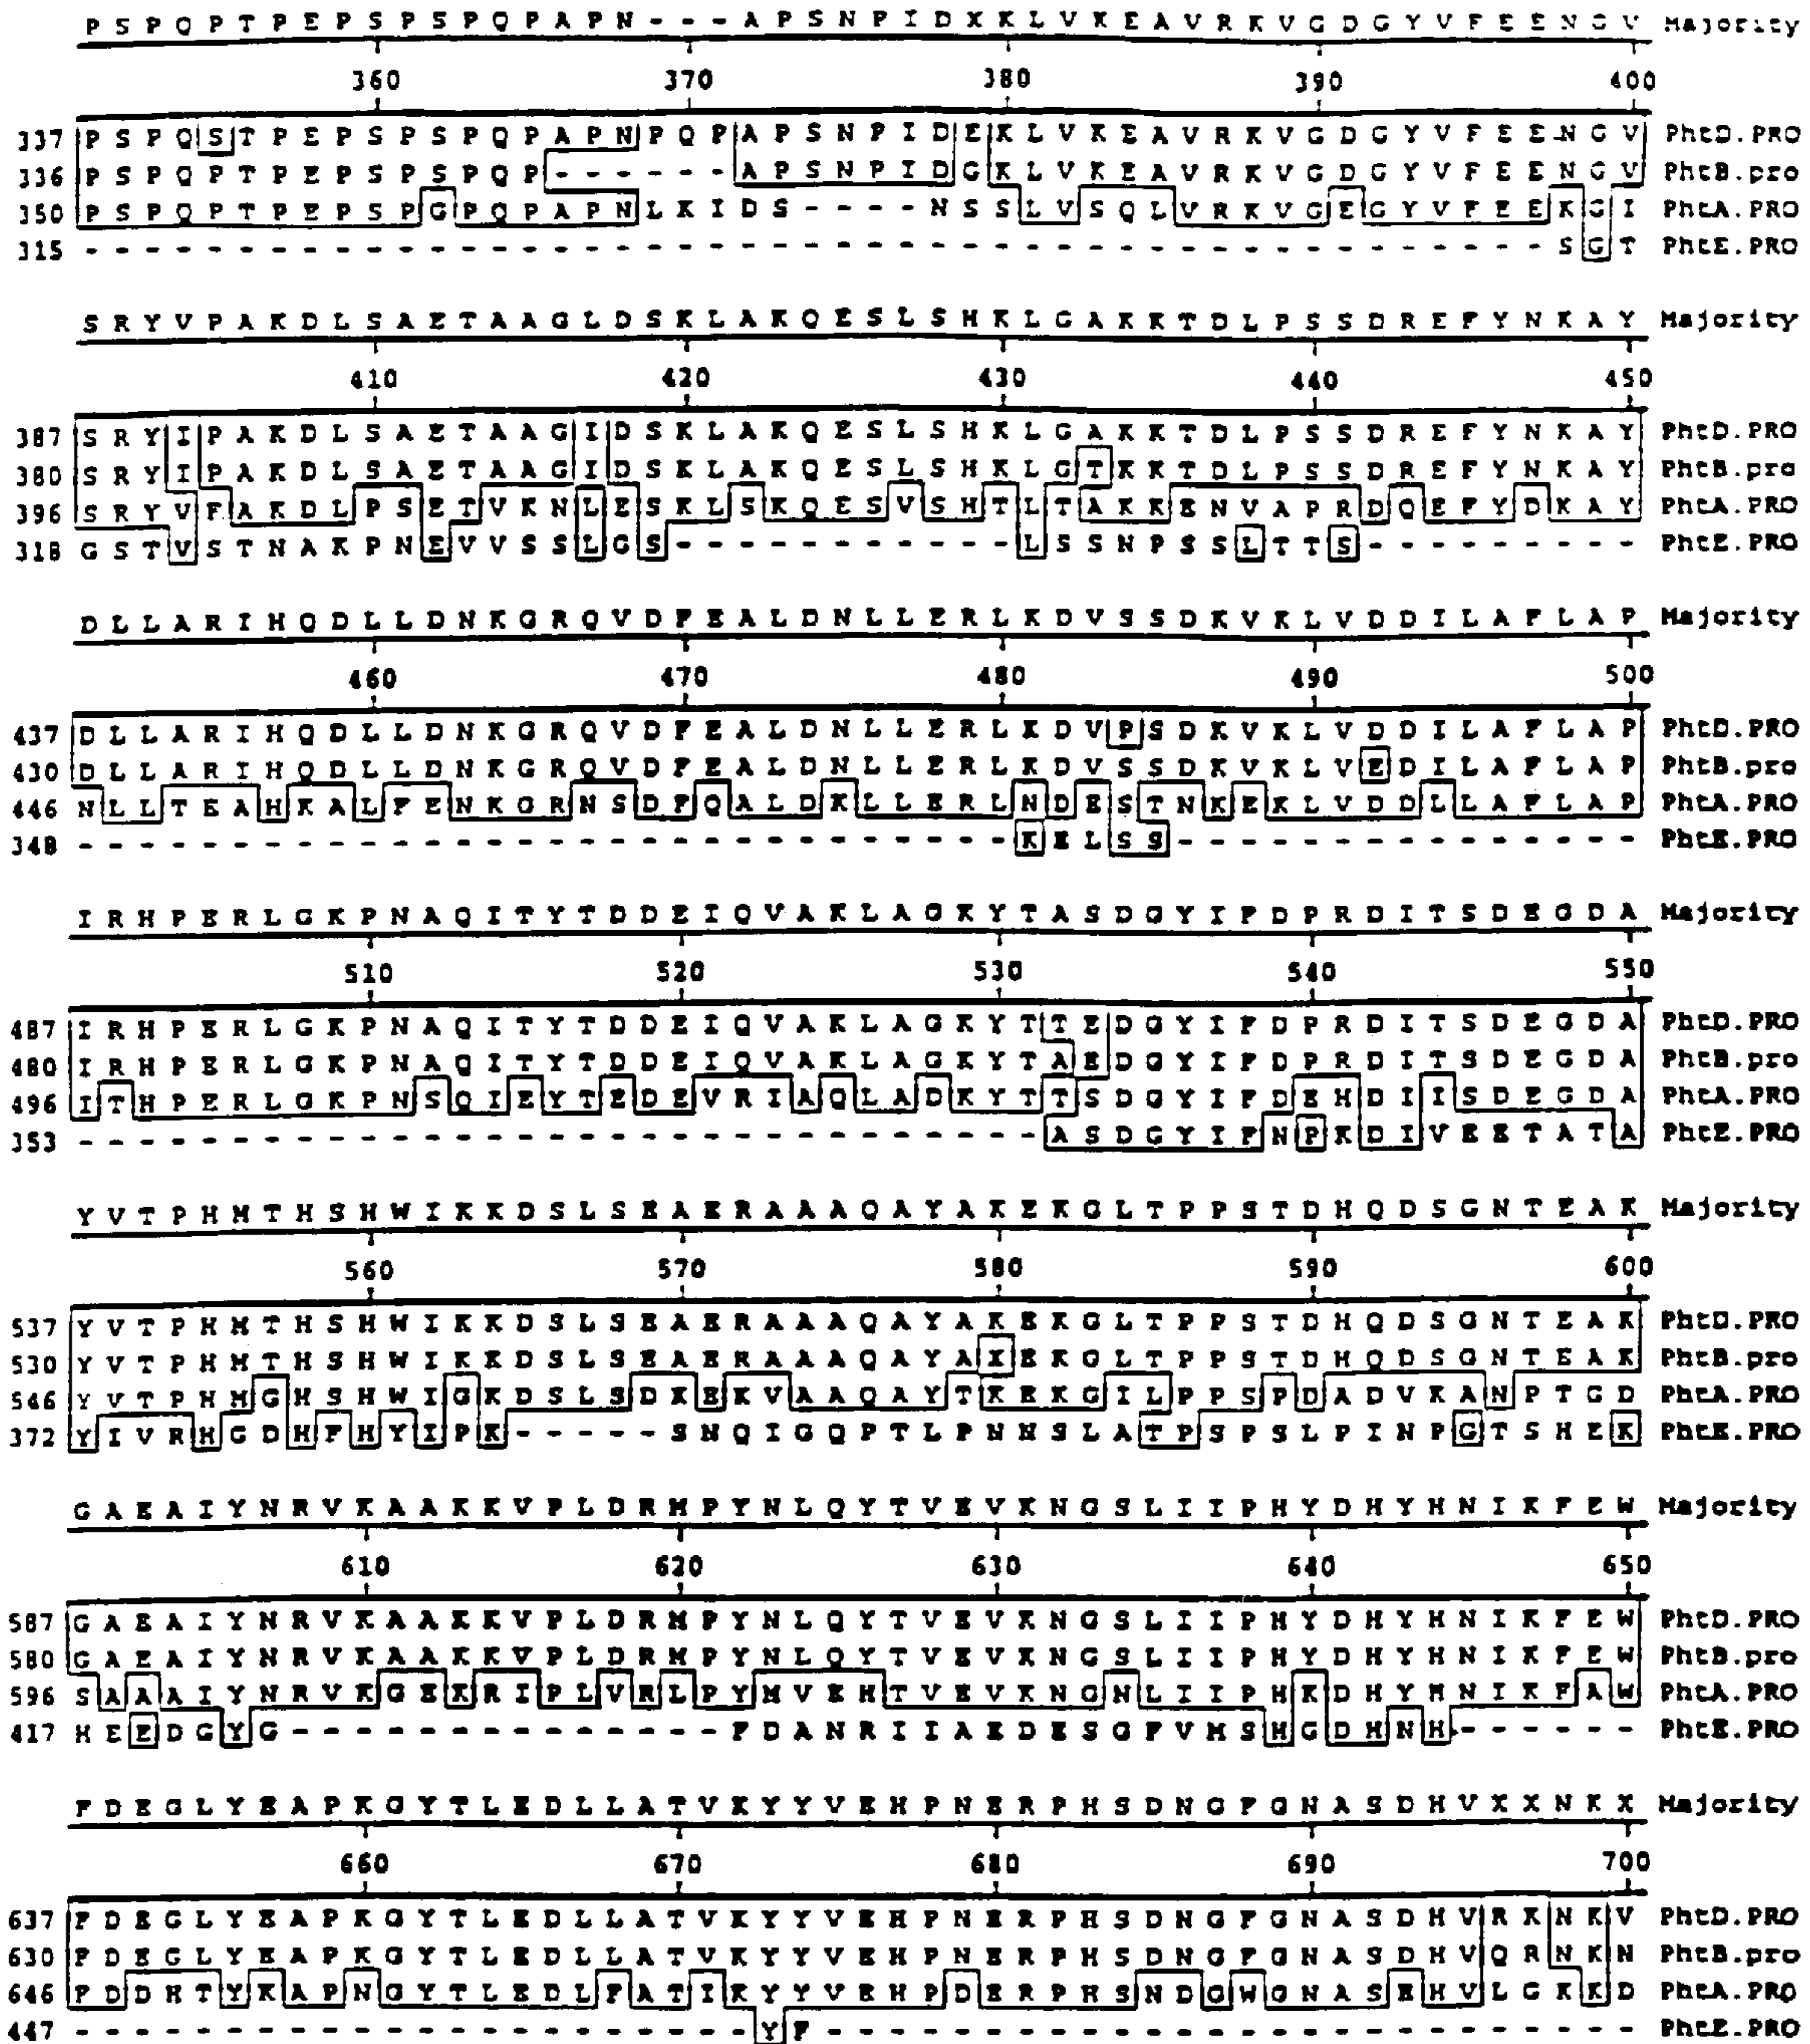 P S P Q P T P E P S P S P Q P A P N - - - A P S N P I D X K L V K E A V R K V G D G Y V F E E N G V Majority
360 370 380 390 400
337 P S P Q S T P E P S P S P Q P A P N P Q P A P S N P I D E K L V K E A V R K V G D G Y V F E E N G V PhtD.PRO
336 P S P Q P T P E P S P S P Q P - - - - - - A P S N P I D G K L V K E A V R K V G D G Y V F E E N G V PhtB.pro
350 P S P Q P T P E P S P G P Q P A P N L K I D S - - - - N S S L V S Q L V R K V G E G Y V F E E K G I PhtA.PRO
315 - - - - - - - - - - - - - - - - - - - - - - - - - - - - - - - - - - - - - - - - - - - - - - - S G T PhtE.PRO
S R Y V P A K D L S A E T A A G L D S K L A K Q E S L S H K L G A K K T D L P S S D R E F Y N K A Y Majority
410 420 430 440 450
387 S R Y I P A K D L S A E T A A G I D S K L A K Q E S L S H K L G A K K T D L P S S D R E F Y N K A Y PhtD.PRO
380 S R Y I P A K D L S A E T A A G I D S K L A K Q E S L S H K L G T K K T D L P S S D R E F Y N K A Y PhtB.pro
396 S R Y V F A K D L P S E T V K N L E S K L S K Q E S V S H T L T A K K E N V A P R D Q E F Y D K A Y PhtA.PRO
318 G S T V S T N A K P N E V V S S L G S - - - - - - - - - - - L S S N P S S L T T S - - - - - - - - - PhtE.PRO
D L L A R I H Q D L L D N K G R Q V D F E A L D N L L E R L K D V S S D K V K L V D D I L A F L A P Majority
460 470 480 490 500
437 D L L A R I H Q D L L D N K G R Q V D F E A L D N L L E R L K D V P S D K V K L V D D I L A F L A P PhtD.PRO
430 D L L A R I H Q D L L D N K G R Q V D F E A L D N L L E R L K D V S S D K V K L V E D I L A F L A P PhtB.pro
446 N L L T E A H K A L F E N K G R N S D F Q A L D K L L E R L N D E S T N K E K L V D D L L A F L A P PhtA.PRO
348 - - - - - - - - - - - - - - - - - - - - - - - - - - - - - - K E L S S - - - - - - - - - - - - - - - PhtE.PRO
I R H P E R L G K P N A Q I T Y T D D E I Q V A K L A G K Y T A S D G Y I F D P R D I T S D E G D A Majority
510 520 530 540 550
487 I R H P E R L G K P N A Q I T Y T D D E I Q V A K L A G K Y T T E D G Y I F D P R D I T S D E G D A PhtD.PRO
480 I R H P E R L G K P N A Q I T Y T D D E I Q V A K L A G K Y T A E D G Y I F D P R D I T S D E G D A PhtB.pro
496 I T H P E R L G K P N S Q I E Y T E D E V R I A Q L A D K Y T T S D G Y I F D E H D I I S D E G D A PhtA.PRO
353 - - - - - - - - - - - - - - - - - - - - - - - - - - - - - - - A S D G Y I F N P K D I V E E T A T A PhtE.PRO
Y V T P H M T H S H W I K K D S L S E A E R A A A Q A Y A K E K G L T P P S T D H Q D S G N T E A K Majority
560 570 580 590 600
537 Y V T P H M T H S H W I K K D S L S E A E R A A A Q A Y A K E K G L T P P S T D H Q D S G N T E A K PhtD.PRO
530 Y V T P H M T H S H W I K K D S L S E A E R A A A Q A Y A X E K G L T P P S T D H Q D S G N T E A K PhtB.pro
546 Y V T P H M G H S H W I G K D S L S D K E K V A A Q A Y T K E K G I L P P S P D A D V K A N P T G D PhtA.PRO
372 Y I V R H G D H F H Y I P K - - - - - S N Q I G Q P T L P N N S L A T P S P S L P I N P G T S H E K PhtE.PRO
G A E A I Y N R V K A A K K V P L D R M P Y N L Q Y T V E V K N G S L I I P H Y D H Y H N I K F E W Majority
610 620 630 640 650
587 G A E A I Y N R V K A A K K V P L D R M P Y N L Q Y T V E V K N G S L I I P H Y D H Y H N I K F E W PhtD.PRO
580 G A E A I Y N R V K A A K K V P L D R M P Y N L Q Y T V E V K N G S L I I P H Y D H Y H N I K F E W PhtB.pro
596 S A A A I Y N R V K G E K R I P L V R L P Y M V E H T V E V K N G N L I I P H K D H Y H N I K F A W PhtA.PRO
417 H E E D G Y G - - - - - - - - - - - - - - F D A N R I I A E D E S G F V M S H G D H N H - - - - - - PhtE.PRO
F D E G L Y E A P K G Y T L E D L L A T V K Y Y V E H P N E R P H S D N G F G N A S D H V X X N K X Majority
660 670 680 690 700
637 F D E G L Y E A P K G Y T L E D L L A T V K Y Y V E H P N E R P H S D N G F G N A S D H V R K N K V PhtD.PRO
630 F D E G L Y E A P K G Y T L E D L L A T V K Y Y V E H P N E R P H S D N G F G N A S D H V Q R N K N PhtB.pro
646 F D D H T Y K A P N G Y T L E D L F A T I K Y Y V E H P D E R P H S N D G W G N A S E H V L G K K D PhtA.PRO
447 - - - - - - - - - - - - - - - - - - - - - - Y F - - - - - - - - - - - - - - - - - - - - - - - - - - PhtE.PRO